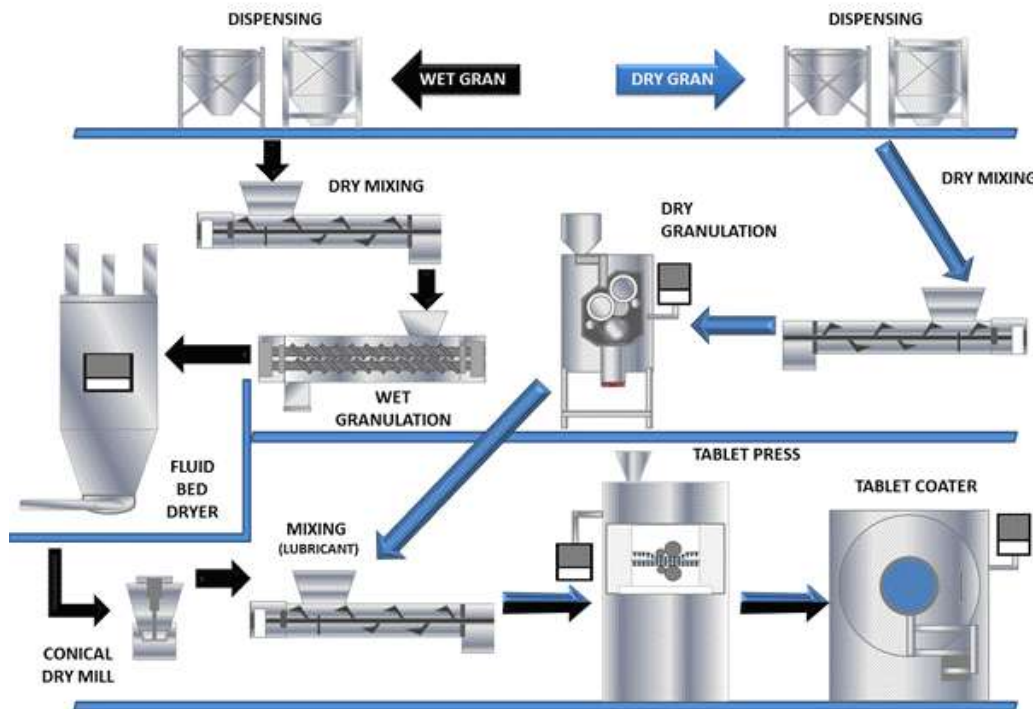 DISPENSING
WET GRAN
DRY GRAN
DISPENSING
DRY MIXING
DRY
GRANULATION
DRY MIXING
WET
GRANULATION
FLUID
BED
DRYER
TABLET PRESS
TABLET COATER
MIXING
(LUBRICANT)
CONICAL
DRY MILL